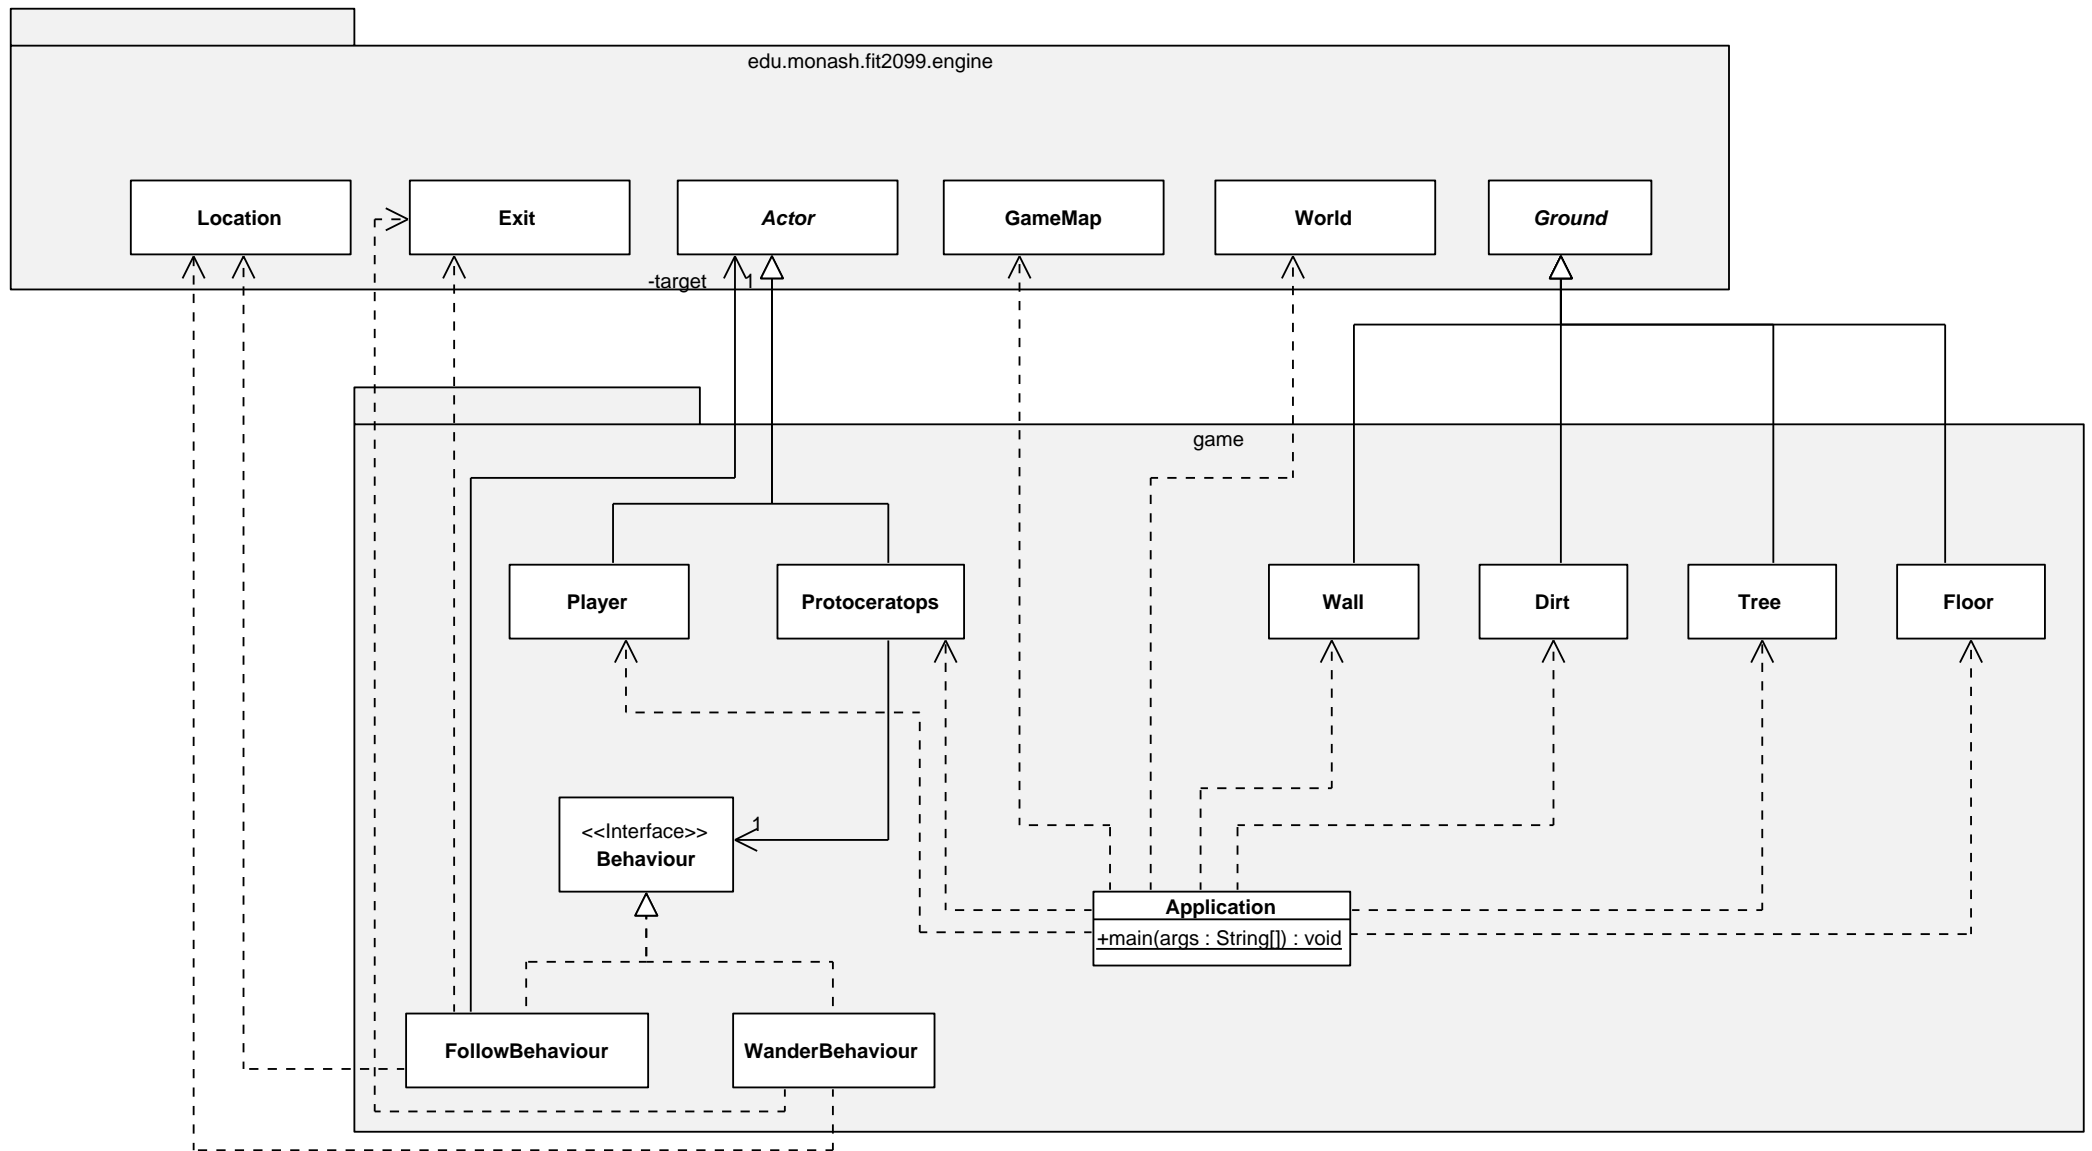 edu.monash.fit2099.engine
Location
Exit
Actor
GameMap
World
Ground
-target
1
game
Player
Protoceratops
Wall
Dirt
Tree
Floor
1
<<Interface>>
Behaviour
Application
+main(args : String[]) : void
FollowBehaviour
WanderBehaviour